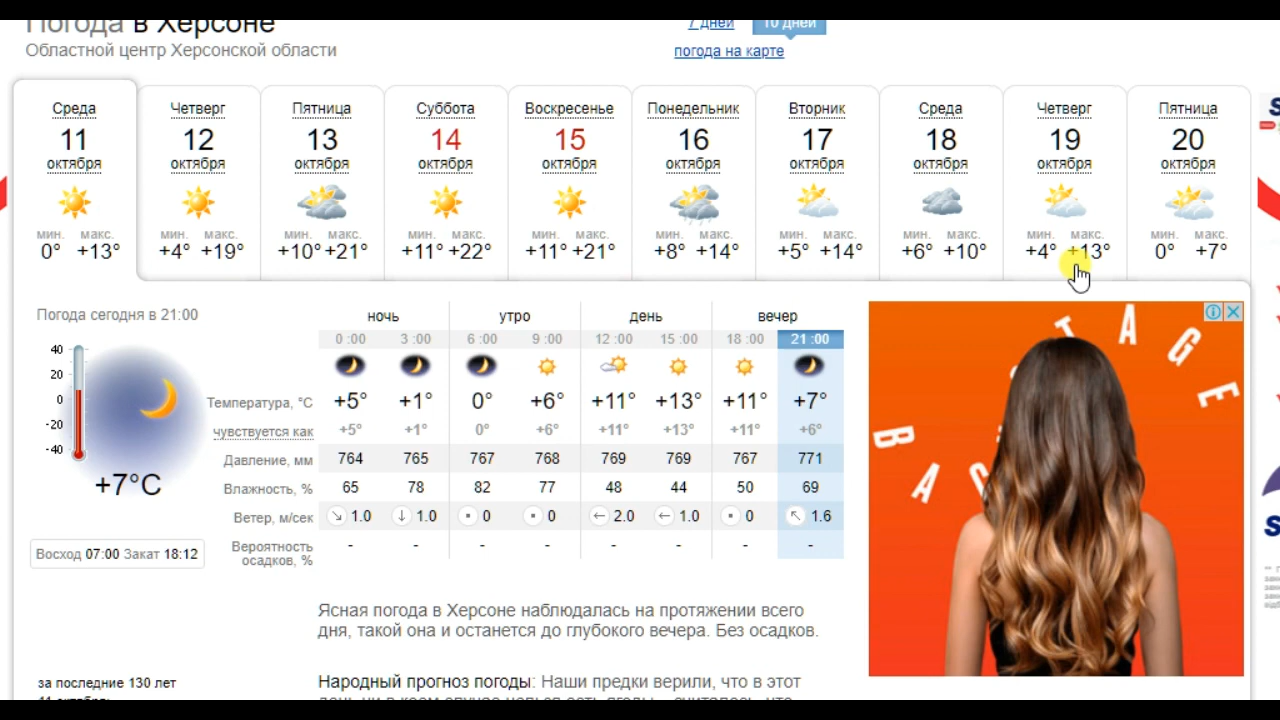 Погода в Херсоне
7 дней 10 дней
Областной центр Херсонской области
погода на карте
Среда Четверг Пятница Суббота Воскресенье Понедельник Вторник Среда Четверг Пятница
11 12 13 14 15 16 17 18 19 20
октября октября октября октября октября октября октября октября октября октября
мин. макс. мин. макс. мин. макс. мин. макс. мин. макс. мин. макс. мин. макс. мин. макс. мин. макс. мин. макс.
0° +13° +4° +19° +10° +21° +11° +22° +11° +21° +8° +14° +5° +14° +6° +10° +4° +13° 0° +7°
Погода сегодня в 21:00
ночь утро день вечер
0 :00 3 :00 6 :00 9 :00 12 :00 15 :00 18 :00 21 :00
40
20
0
-20
-40
+7°C
Температура, °C +5° +1° 0° +6° +11° +13° +11° +7°
чувствуется как +5° +1° 0° +6° +11° +13° +11° +6°
Давление, мм 764 765 767 768 769 769 767 771
Влажность, % 65 78 82 77 48 44 50 69
Ветер, м/сек 1.0 1.0 0 0 2.0 1.0 0 1.6
Вероятность
осадков, % - - - - - - - -
Восход 07:00 Закат 18:12
Ясная погода в Херсоне наблюдалась на протяжении всего
дня, такой она и останется до глубокого вечера. Без осадков.
за последние 130 лет
Народный прогноз погоды: Наши предки верили, что в этот
11 октября:
B A C T A G E